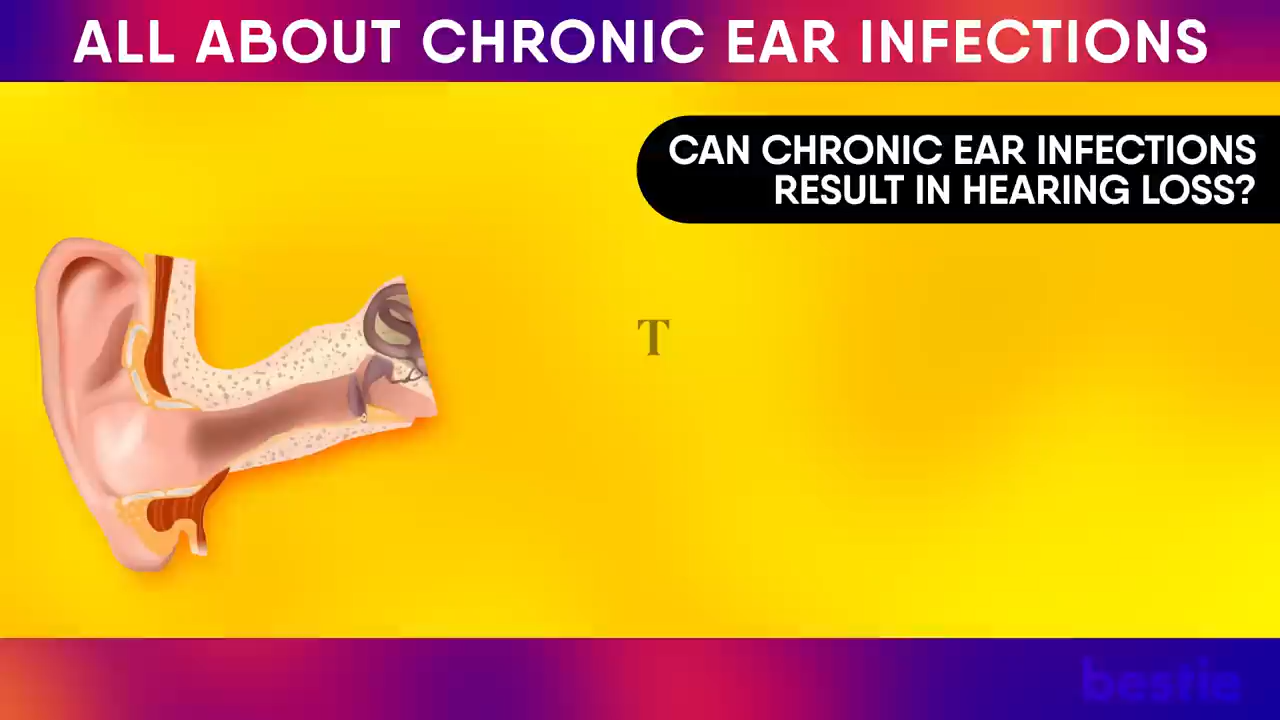 ALL ABOUT CHRONIC EAR INFECTIONS
CAN CHRONIC EAR INFECTIONS
RESULT IN HEARING LOSS?
T
bestie